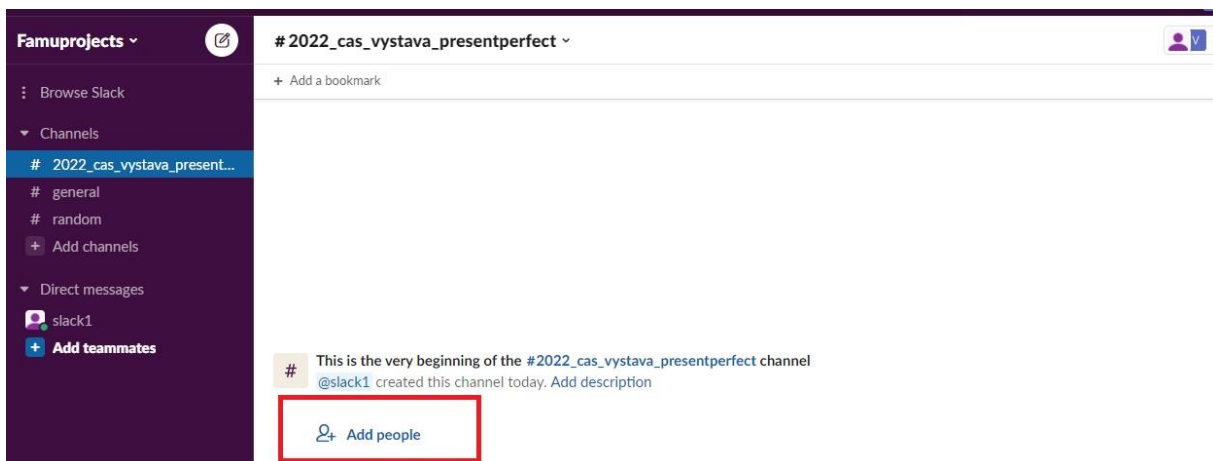 Famuprojects
# 2022_cas_vystava_presentperfect
V
+ Add a bookmark
Browse Slack
Channels
# 2022_cas_vystava_present...
# general
# random
+ Add channels
Direct messages
slack1
+ Add teammates
# This is the very beginning of the #2022_cas_vystava_presentperfect channel
@slack1 created this channel today. Add description
Add people